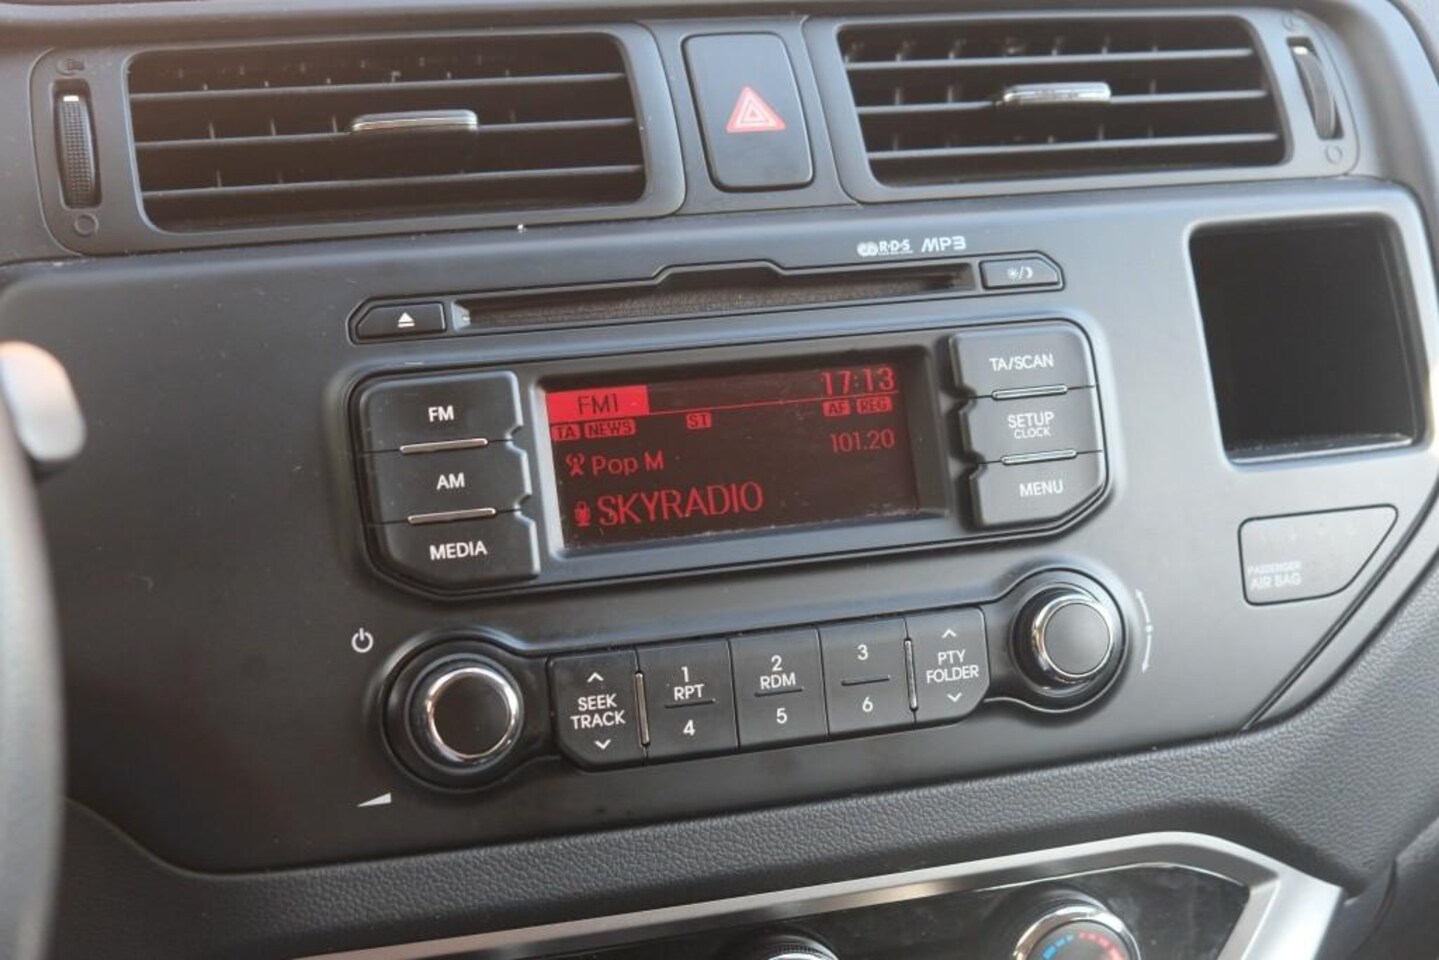 R·D·S MP3
FM
AM
MEDIA
FM1 17:13
TA NEWS ST AF REG
Pop M 101.20
SKYRADIO
TA/SCAN
SETUP
CLOCK
MENU
PASSENGER
AIR BAG
SEEK
TRACK
1
RPT
4
2
RDM
5
3
6
PTY
FOLDER